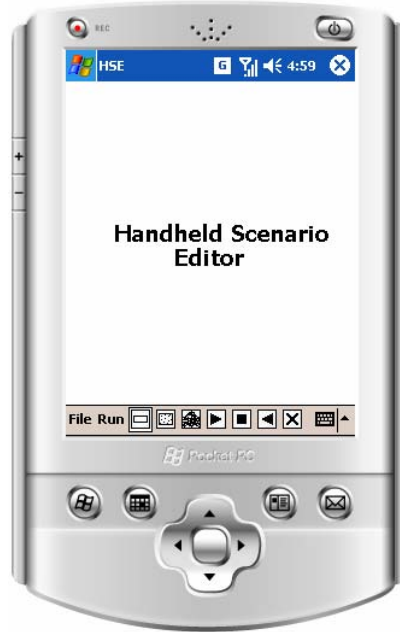 REC
HSE G 4:59
Handheld Scenario
Editor
File Run
Pocket PC